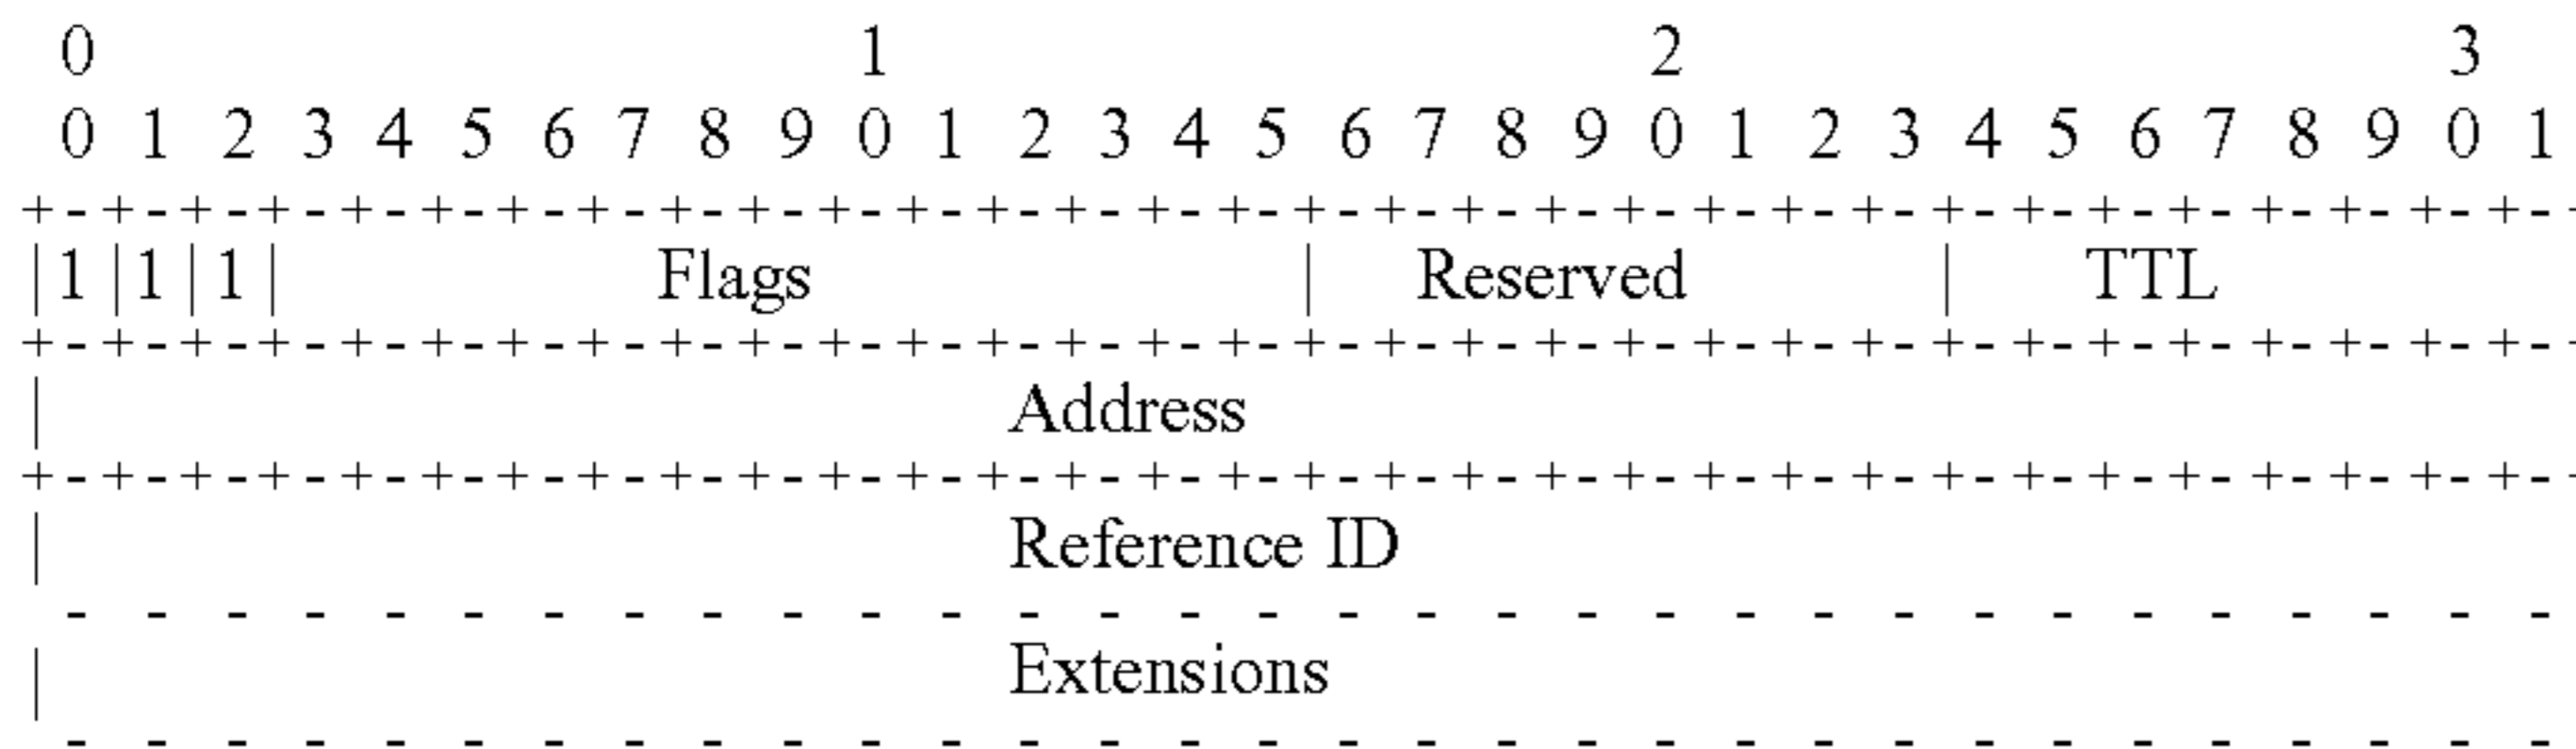 0 1 2 3
0 1 2 3 4 5 6 7 8 9 0 1 2 3 4 5 6 7 8 9 0 1 2 3 4 5 6 7 8 9 0 1
+-+-+-+-+-+-+-+-+-+-+-+-+-+-+-+-+-+-+-+-+-+-+-+-+-+-+-+-+-+-+-+-+
|1|1|1| Flags | Reserved | TTL
+-+-+-+-+-+-+-+-+-+-+-+-+-+-+-+-+-+-+-+-+-+-+-+-+-+-+-+-+-+-+-+-+
| Address
+-+-+-+-+-+-+-+-+-+-+-+-+-+-+-+-+-+-+-+-+-+-+-+-+-+-+-+-+-+-+-+-+
| Reference ID
- - - - - - - - - - - - - - - - - - - - - - - - - - - - - - - -
| Extensions
- - - - - - - - - - - - - - - - - - - - - - - - - - - - - - - -